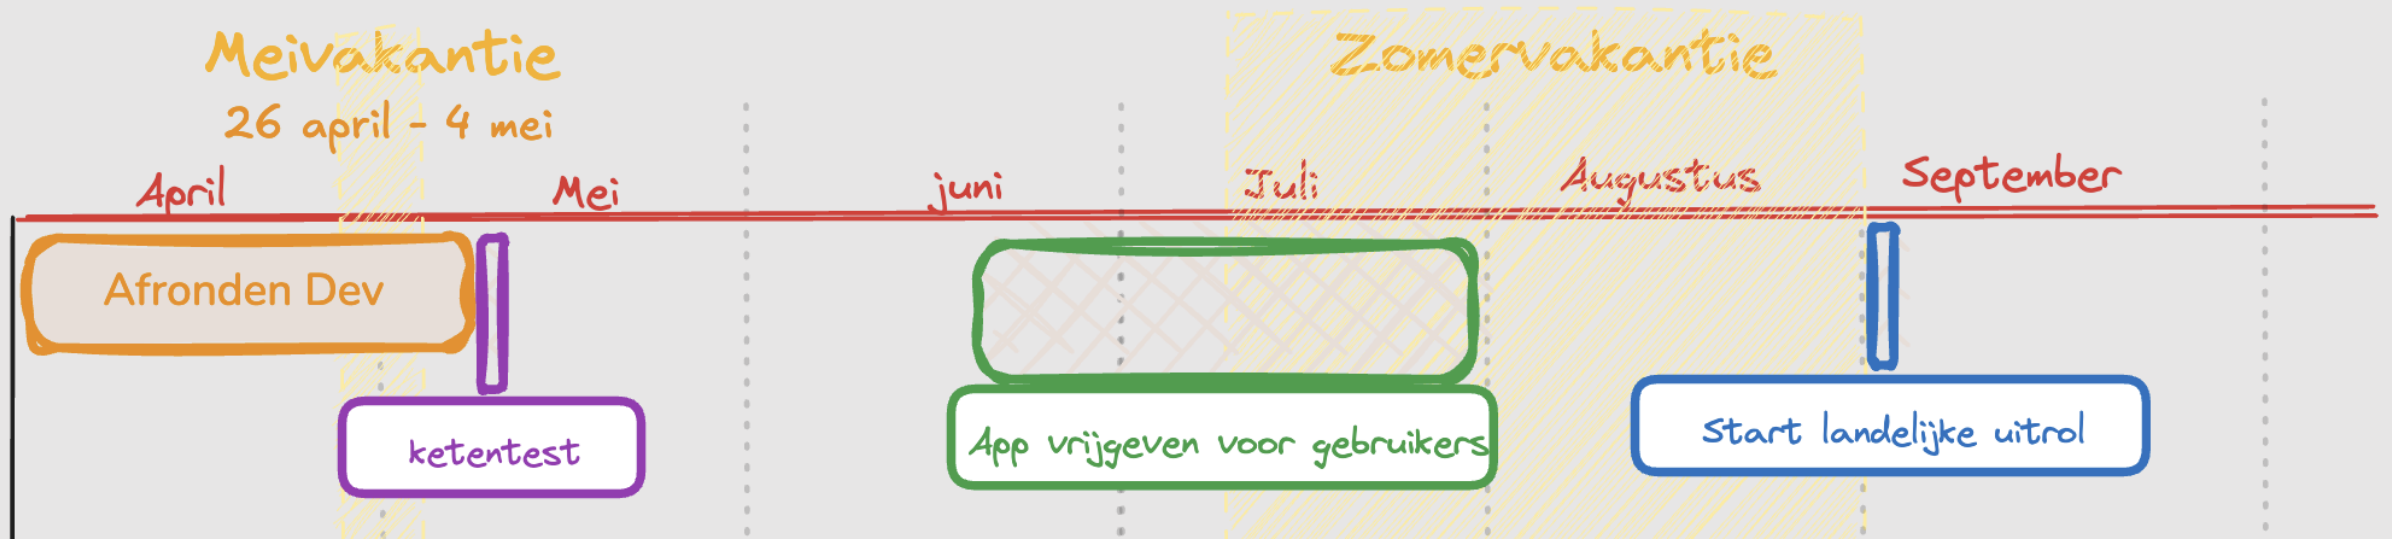 Meivakantie
26 april - 4 mei
Zomervakantie
April
Mei
juni
Juli
Augustus
September
Afronden Dev
ketentest
App vrijgeven voor gebruikers
Start landelijke uitrol